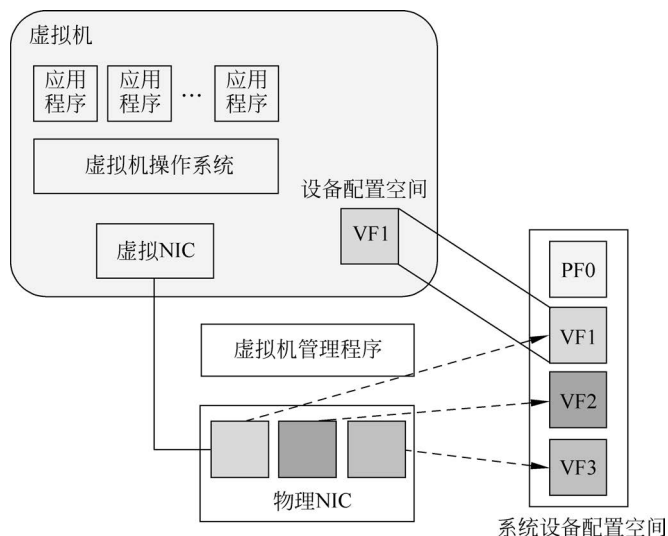 虚拟机
应用
程序
应用
程序
...
应用
程序
虚拟机操作系统
设备配置空间
VF1
虚拟NIC
PF0
VF1
虚拟机管理程序
VF2
VF3
物理NIC
系统设备配置空间